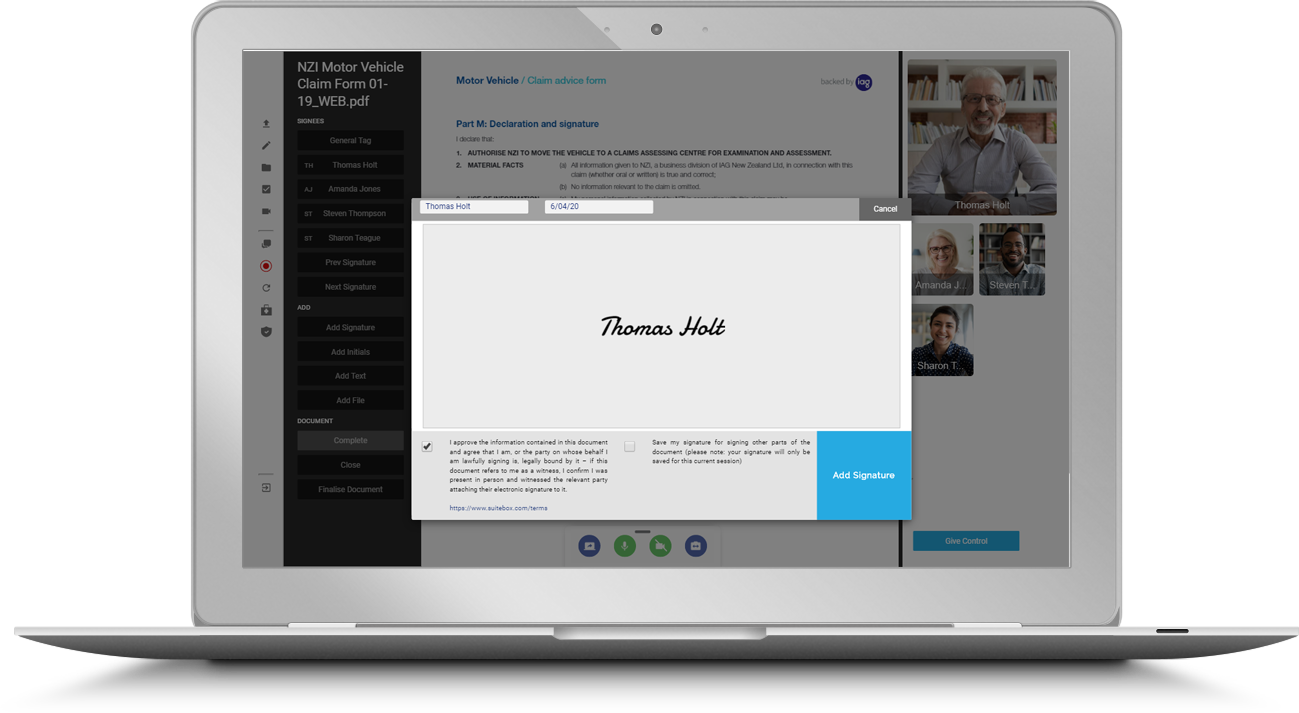 NZI Motor Vehicle
Claim Form 01-
19_WEB.pdf
SIGNEES
General Tag
TH Thomas Holt
AJ Amanda Jones
ST Steven Thompson
ST Sharon Teague
Prev Signature
Next Signature
ADD
Add Signature
Add Initials
Add Text
Add File
DOCUMENT
Complete
Close
Finalise Document
Motor Vehicle / Claim advice form
backed by iag
Part M: Declaration and signature
I declare that:
1. AUTHORISE NZI TO MOVE THE VEHICLE TO A CLAIMS ASSESSING CENTRE FOR EXAMINATION AND ASSESSMENT.
2. MATERIAL FACTS (a) All information given to NZI, a business division of IAG New Zealand Ltd, in connection with this
claim (whether oral or written) is true and correct;
(b) No information relevant to the claim is omitted.
Thomas Holt
6/04/20
Cancel
Thomas Holt
I approve the information contained in this document
and agree that I am, or the party on whose behalf I
am lawfully signing is, legally bound by it – if this
document refers to me as a witness, I confirm I was
present in person and witnessed the relevant party
attaching their electronic signature to it.
https://www.suitebox.com/terms
Save my signature for signing other parts of the
document (please note: your signature will only be
saved for this current session)
Add Signature
Thomas Holt
Amanda J...
Steven T...
Sharon T...
Give Control